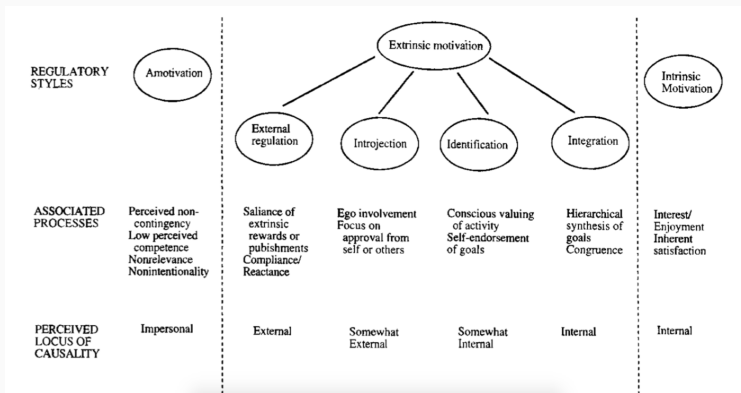 Extrinsic motivation
REGULATORY
STYLES
Amotivation
Intrinsic
Motivation
External
regulation
Introjection
Identification
Integration
ASSOCIATED
PROCESSES
Perceived non-
contingency
Low perceived
competence
Nonrelevance
Nonintentionality
Saliance of
extrinsic
rewards or
pubishments
Compliance/
Reactance
Ego involvement
Focus on
approval from
self or others
Conscious valuing
of activity
Self-endorsement
of goals
Hierarchical
synthesis of
goals
Congruence
Interest/
Enjoyment
Inherent
satisfaction
PERCEIVED
LOCUS OF
CAUSALITY
Impersonal
External
Somewhat
External
Somewhat
Internal
Internal
Internal